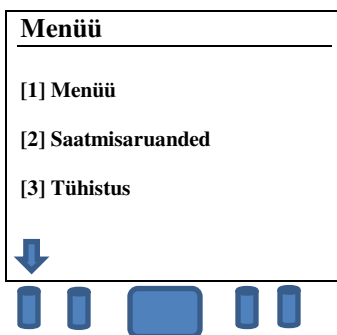 Menüü
[1] Menüü
[2] Saatmisaruanded
[3] Tühistus